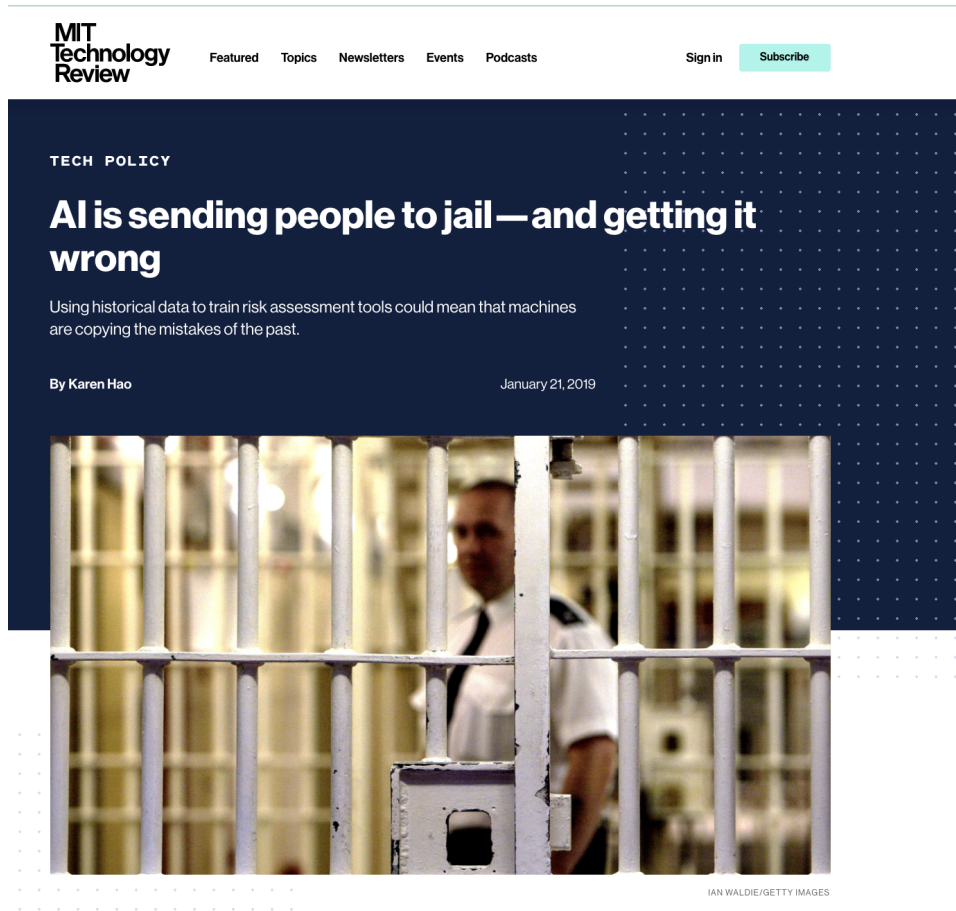 MIT
Technology
Review
Featured Topics Newsletters Events Podcasts Sign in Subscribe
TECH POLICY
AI is sending people to jail—and getting it
wrong
Using historical data to train risk assessment tools could mean that machines
are copying the mistakes of the past.
By Karen Hao January 21, 2019
IAN WALDIE/GETTY IMAGES